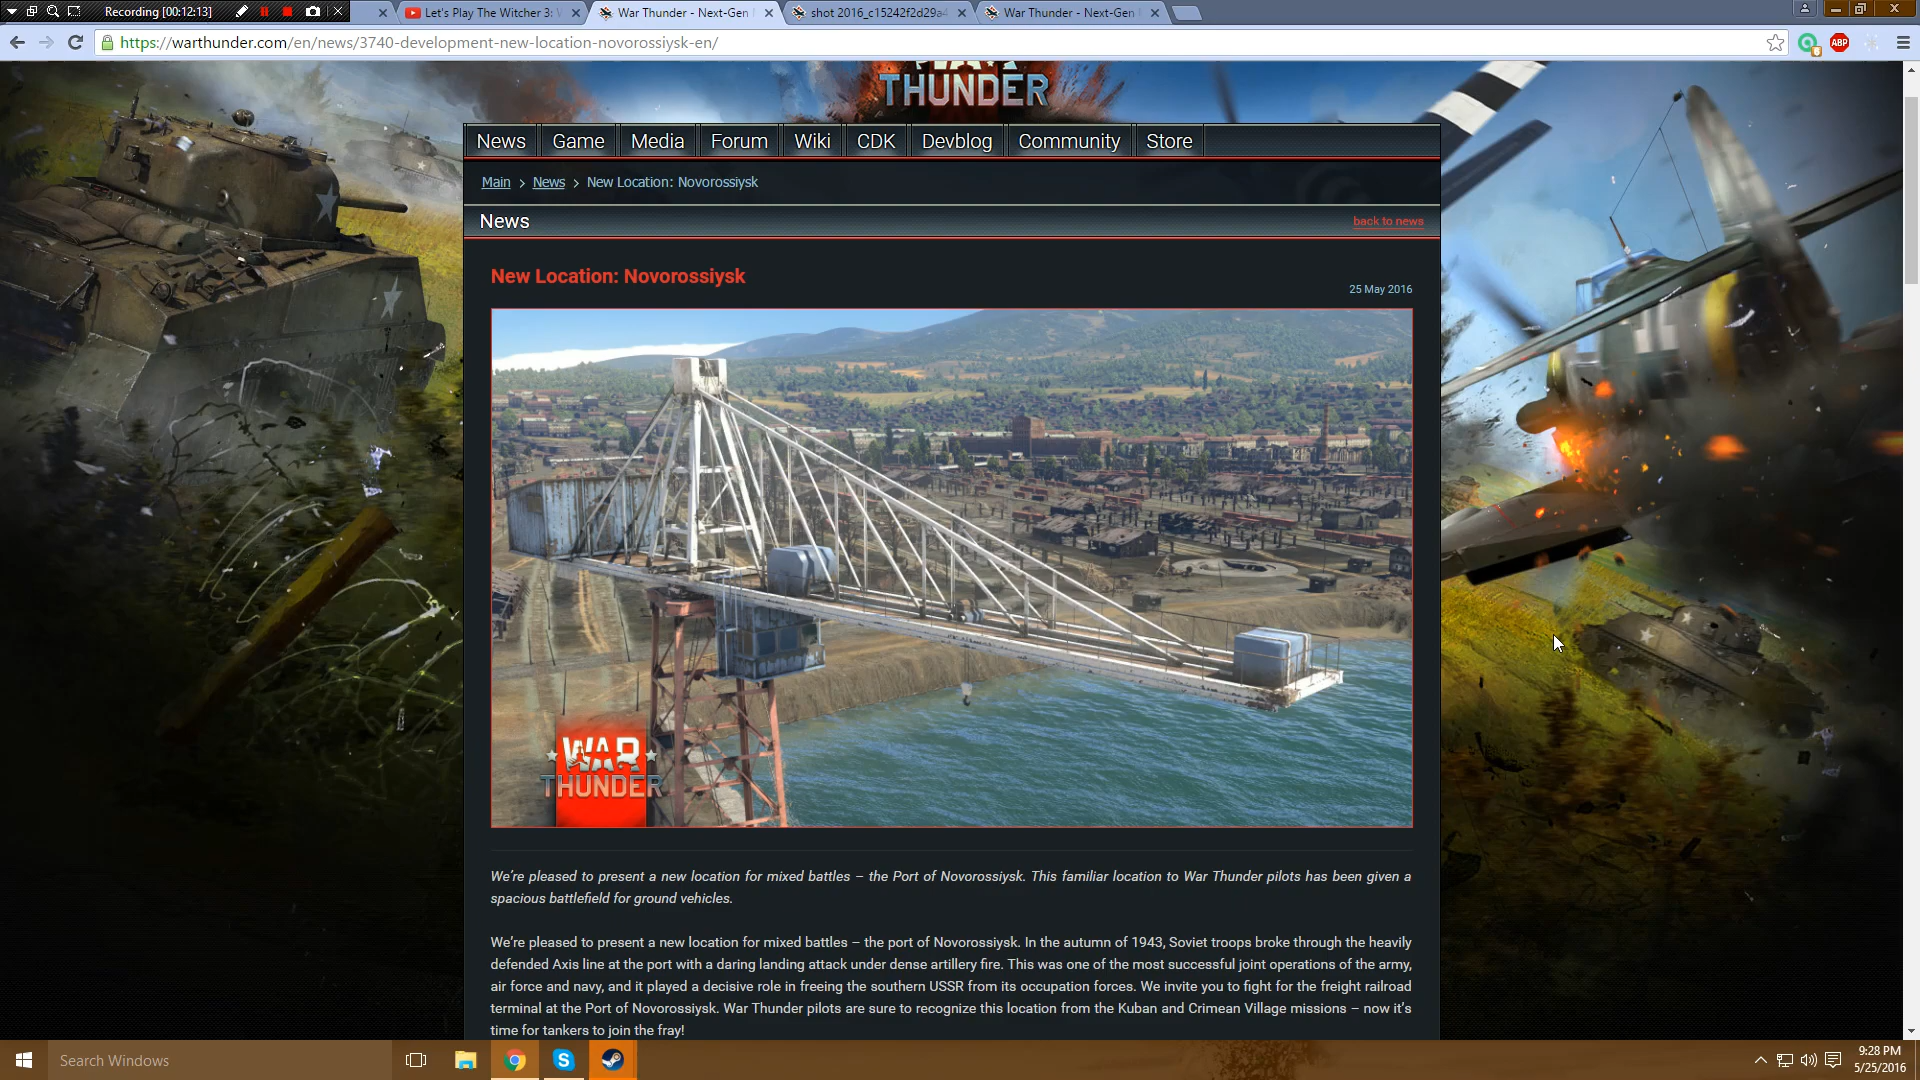 Recording [00:12:13]
Let's Play The Witcher 3:
War Thunder - Next-Gen
shot 2016_c15242f2d29a4
War Thunder - Next-Gen
https://warthunder.com/en/news/3740-development-new-location-novorossiysk-en/
ABP
WAR
THUNDER
News Game Media Forum Wiki CDK Devblog Community Store
Main > News > New Location: Novorossiysk
News
back to news
New Location: Novorossiysk
25 May 2016
WAR
THUNDER
We're pleased to present a new location for mixed battles – the Port of Novorossiysk. This familiar location to War Thunder pilots has been given a
spacious battlefield for ground vehicles.
We're pleased to present a new location for mixed battles – the port of Novorossiysk. In the autumn of 1943, Soviet troops broke through the heavily
defended Axis line at the port with a daring landing attack under dense artillery fire. This was one of the most successful joint operations of the army,
air force and navy, and it played a decisive role in freeing the southern USSR from its occupation forces. We invite you to fight for the freight railroad
terminal at the Port of Novorossiysk. War Thunder pilots are sure to recognize this location from the Kuban and Crimean Village missions – now it's
time for tankers to join the fray!
Search Windows
9:28 PM
5/25/2016